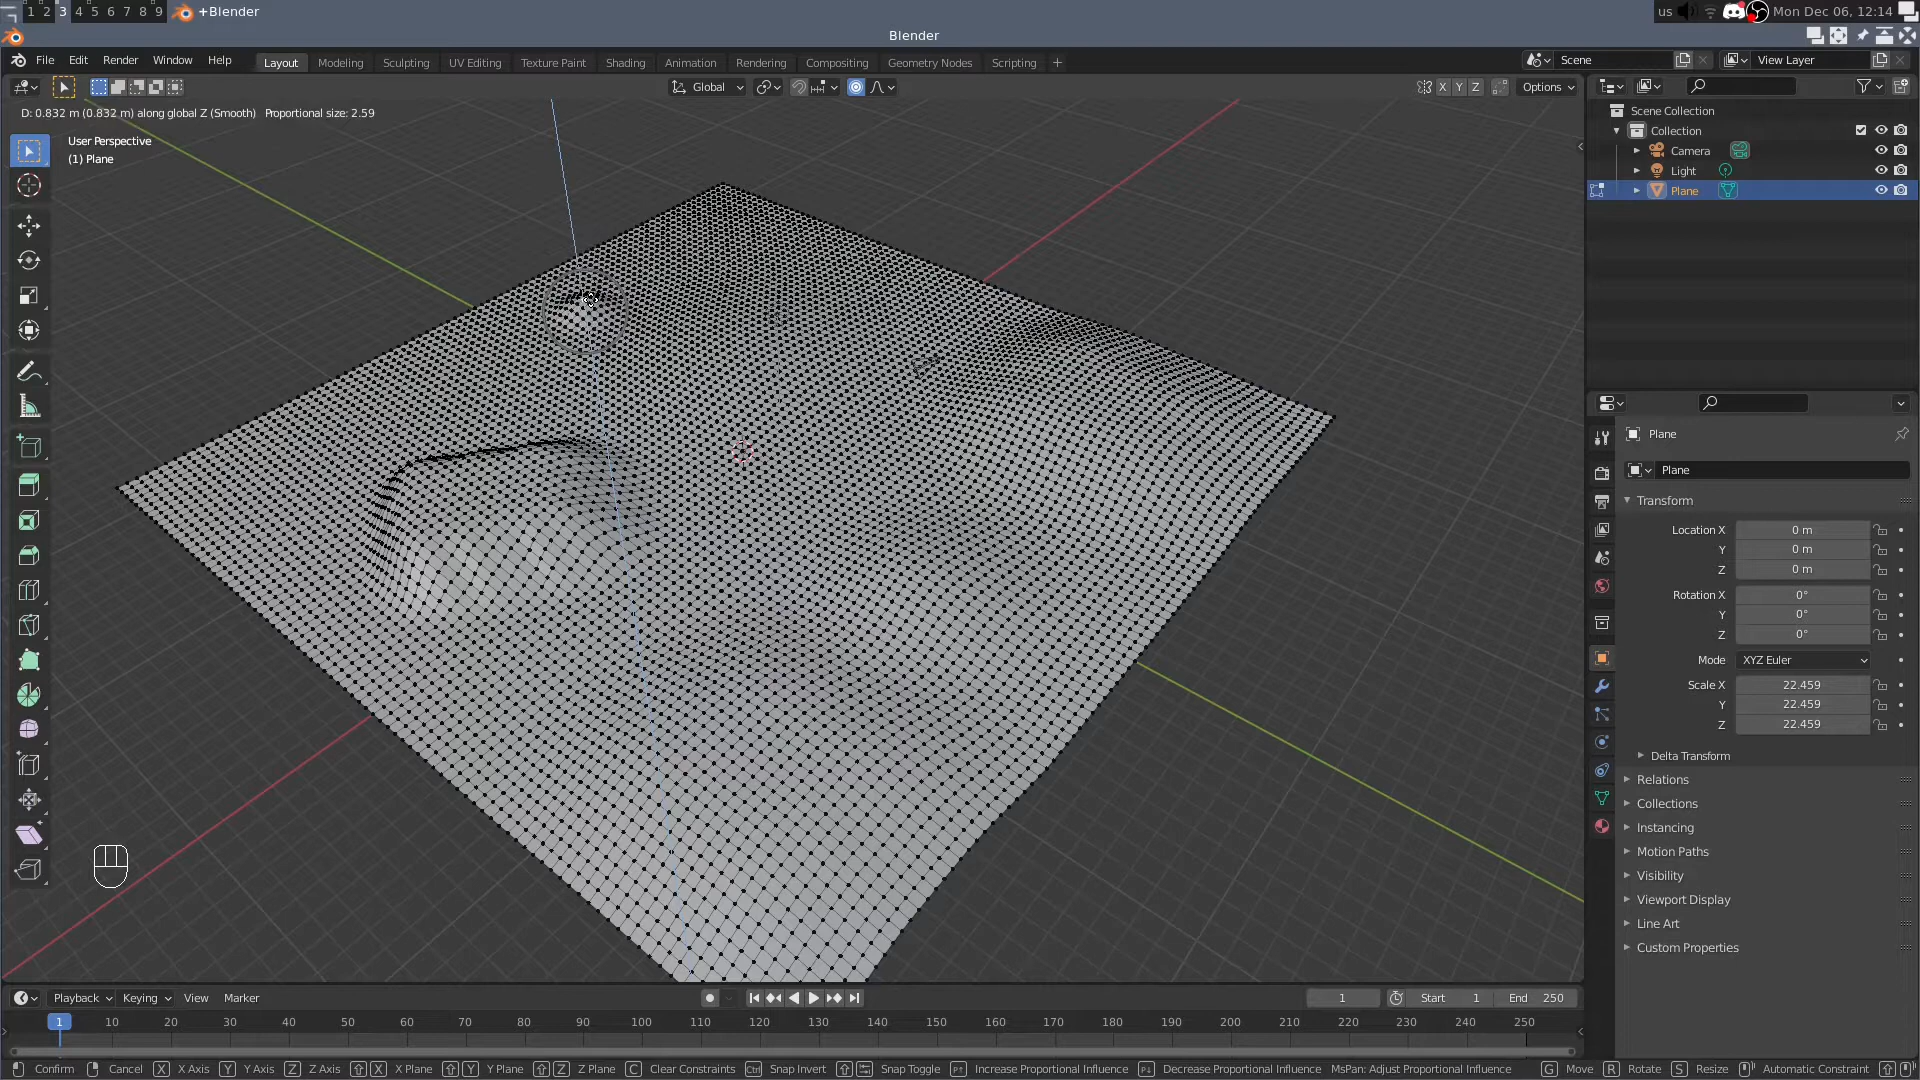 1 2 3 4 5 6 7 8 9 +Blender us Mon Dec 06, 12:14
Blender
File Edit Render Window Help Layout Modeling Sculpting UV Editing Texture Paint Shading Animation Rendering Compositing Geometry Nodes Scripting + Scene View Layer
Global X Y Z Options
D: 0.832 m (0.832 m) along global Z (Smooth) Proportional size: 2.59
User Perspective
(1) Plane
Scene Collection
Collection
Camera
Light
Plane
Plane
Plane
Transform
Location X 0 m
Y 0 m
Z 0 m
Rotation X 0°
Y 0°
Z 0°
Mode XYZ Euler
Scale X 22.459
Y 22.459
Z 22.459
Delta Transform
Relations
Collections
Instancing
Motion Paths
Visibility
Viewport Display
Line Art
Custom Properties
Playback Keying View Marker 1 Start 1 End 250
1 10 20 30 40 50 60 70 80 90 100 110 120 130 140 150 160 170 180 190 200 210 220 230 240 250
Confirm Cancel X X Axis Y Y Axis Z Z Axis X X Plane Y Y Plane Z Z Plane C Clear Constraints Ctrl Snap Invert Snap Toggle Increase Proportional Influence Decrease Proportional Influence MsPan: Adjust Proportional Influence G Move R Rotate S Resize Automatic Constraint